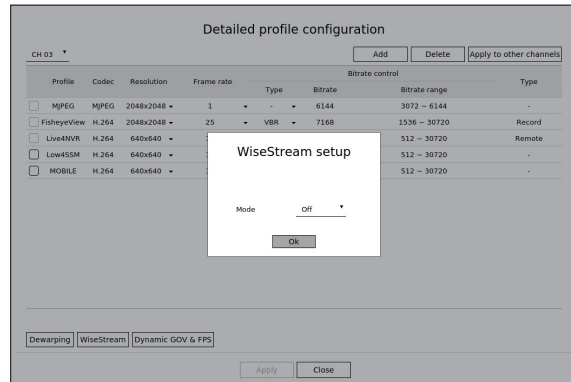 Detailed profile configuration
CH 03 Add Delete Apply to other channels
Bitrate control
Profile Codec Resolution Frame rate Type
Type Bitrate Bitrate range
MJPEG MJPEG 2048x2048 1 - 6144 3072 ~ 6144 -
FisheyeView H.264 2048x2048 25 VBR 7168 1536 ~ 30720 Record
Live4NVR H.264 640x640 512 ~ 30720 Remote
Low4SSM H.264 640x640 512 ~ 30720 -
MOBILE H.264 640x640 512 ~ 30720 -
WiseStream setup
Mode Off
Ok
Dewarping WiseStream Dynamic GOV & FPS
Apply Close